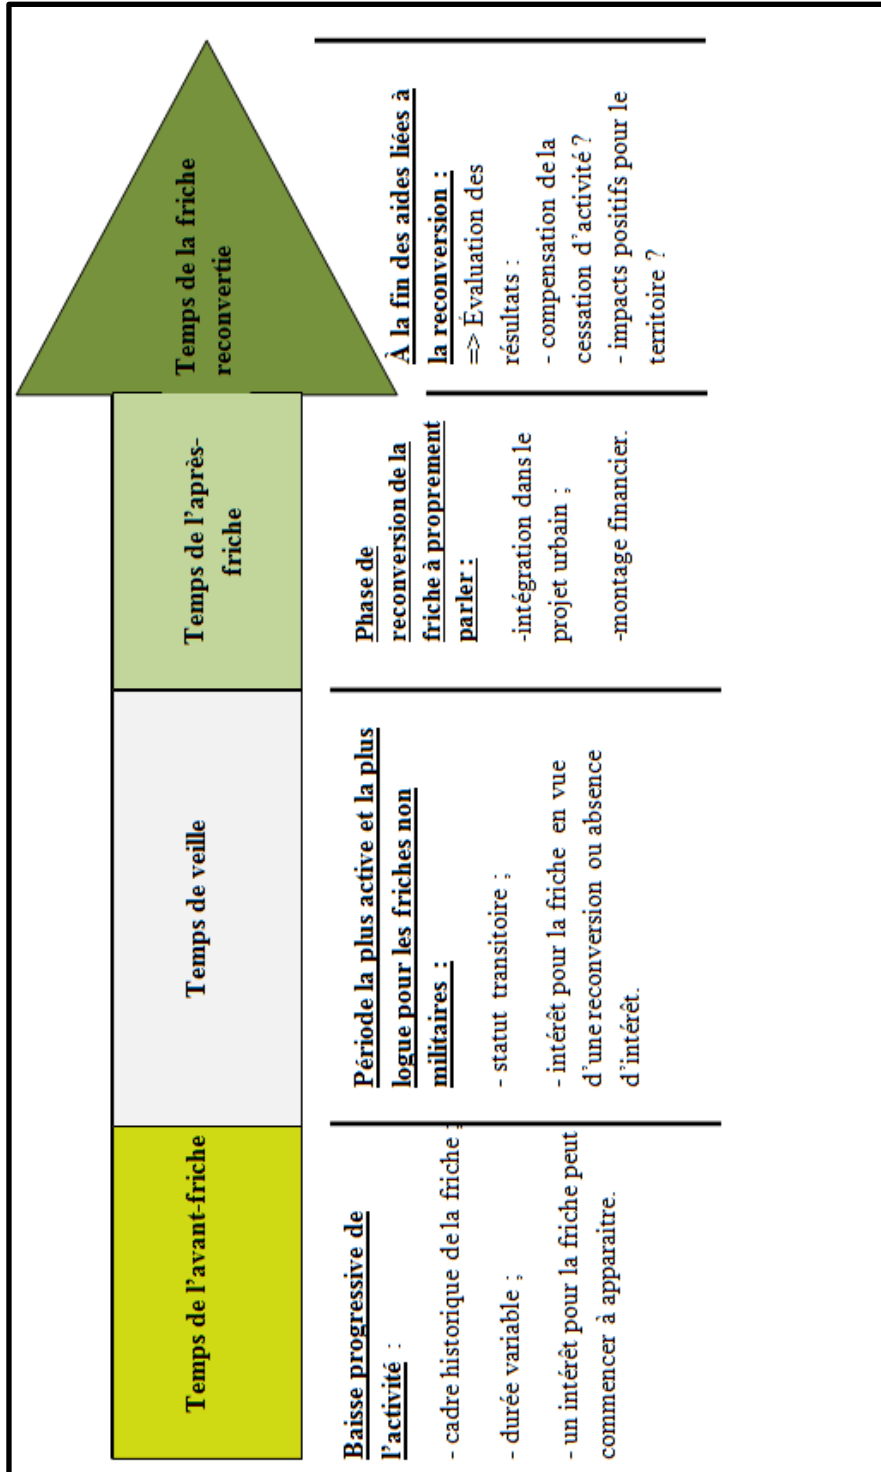 Temps de l'avant-friche
Temps de veille
Temps de l'après-
friche
Temps de la friche
reconvertie
Baisse progressive de
l'activité :
- cadre historique de la friche ;
- durée variable ;
- un intérêt pour la friche peut
commencer à apparaitre.
Période la plus active et la plus
logue pour les friches non
militaires :
- statut transitoire ;
- intérêt pour la friche en vue
d'une reconversion ou absence
d'intérêt.
Phase de
reconversion de la
friche à proprement
parler :
-intégration dans le
projet urbain ;
-montage financier.
À la fin des aides liées à
la reconversion :
=> Évaluation des
résultats :
- compensation de la
cessation d'activité ?
- impacts positifs pour le
territoire ?